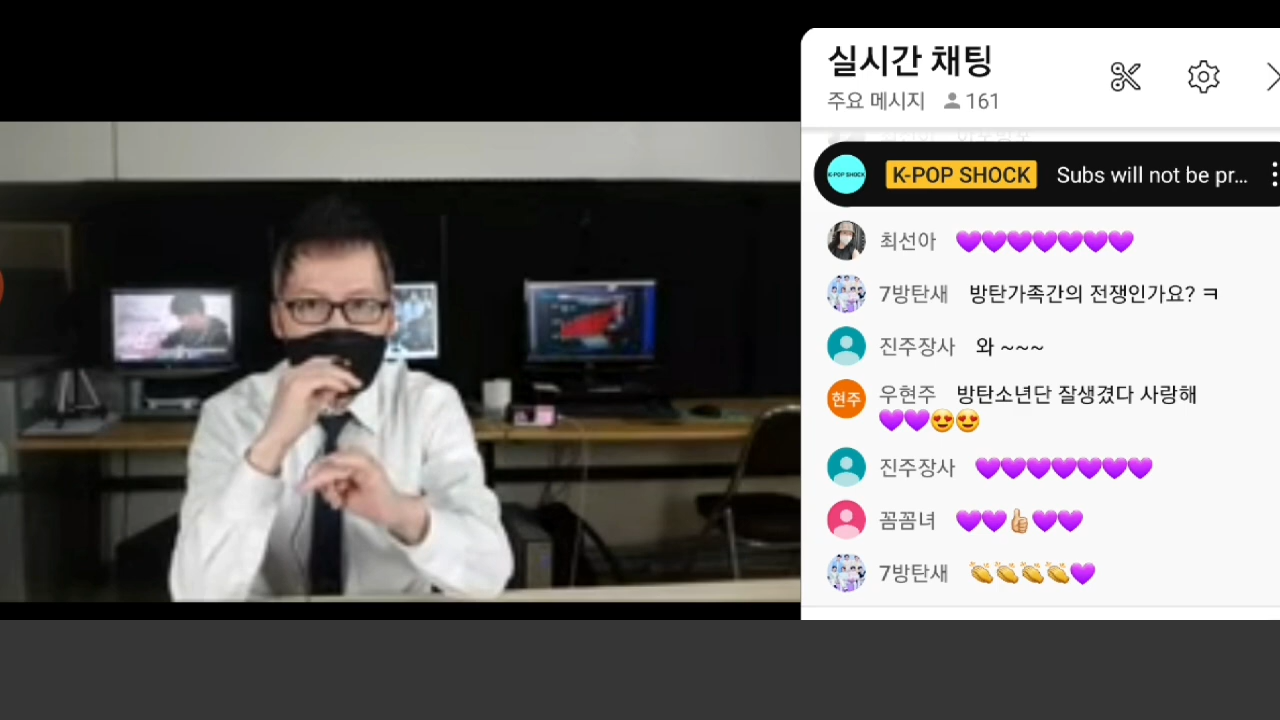 실시간 채팅
주요 메시지 161
K-POP SHOCK K-POP SHOCK Subs will not be pr...
최선아 💜💜💜💜💜💜💜
7방탄새 방탄가족간의 전쟁인가요? ㅋ
진주장사 와 ~~~
현주 우현주 방탄소년단 잘생겼다 사랑해
💜💜😍😍
진주장사 💜💜💜💜💜💜💜
꼼꼼녀 💜💜👍🏼💜💜
7방탄새 👏👏👏👏💜